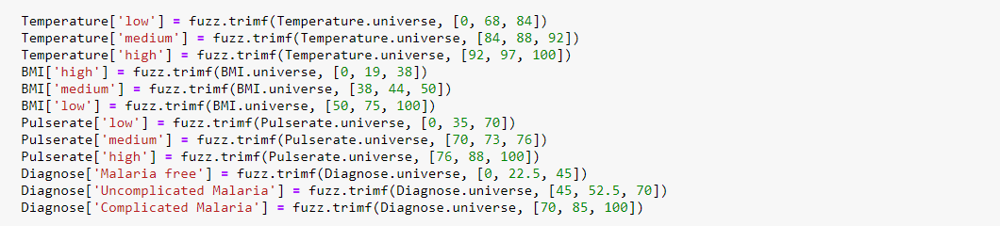 Temperature['low'] = fuzz.trimf(Temperature.universe, [0, 68, 84])
Temperature['medium'] = fuzz.trimf(Temperature.universe, [84, 88, 92])
Temperature['high'] = fuzz.trimf(Temperature.universe, [92, 97, 100])
BMI['high'] = fuzz.trimf(BMI.universe, [0, 19, 38])
BMI['medium'] = fuzz.trimf(BMI.universe, [38, 44, 50])
BMI['low'] = fuzz.trimf(BMI.universe, [50, 75, 100])
Pulserate['low'] = fuzz.trimf(Pulserate.universe, [0, 35, 70])
Pulserate['medium'] = fuzz.trimf(Pulserate.universe, [70, 73, 76])
Pulserate['high'] = fuzz.trimf(Pulserate.universe, [76, 88, 100])
Diagnose['Malaria free'] = fuzz.trimf(Diagnose.universe, [0, 22.5, 45])
Diagnose['Uncomplicated Malaria'] = fuzz.trimf(Diagnose.universe, [45, 52.5, 70])
Diagnose['Complicated Malaria'] = fuzz.trimf(Diagnose.universe, [70, 85, 100])